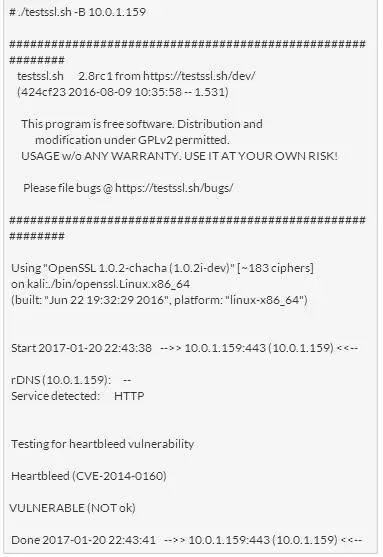 # ./testssl.sh -B 10.0.1.159
###################################################
########
testssl.sh 2.8rc1 from https://testssl.sh/dev/
(424cf23 2016-08-09 10:35:58 -- 1.531)
This program is free software. Distribution and
modification under GPLv2 permitted.
USAGE w/o ANY WARRANTY. USE IT AT YOUR OWN RISK!
Please file bugs @ https://testssl.sh/bugs/
###################################################
########
Using "OpenSSL 1.0.2-chacha (1.0.2i-dev)" [~183 ciphers]
on kali:./bin/openssl.Linux.x86_64
(built: "Jun 22 19:32:29 2016", platform: "linux-x86_64")
Start 2017-01-20 22:43:38 -->> 10.0.1.159:443 (10.0.1.159) <<--
rDNS (10.0.1.159): --
Service detected: HTTP
Testing for heartbleed vulnerability
Heartbleed (CVE-2014-0160)
VULNERABLE (NOT ok)
Done 2017-01-20 22:43:41 -->> 10.0.1.159:443 (10.0.1.159) <<--